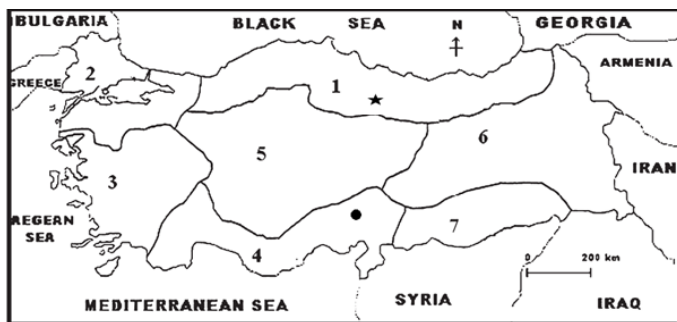 BULGARIA
BLACK SEA
N
GEORGIA
GREECE
2
1
ARMENIA
5
6
3
IRAN
AEGEAN
SEA
4
7
0 200 km
MEDITERRANEAN SEA
SYRIA
IRAQ